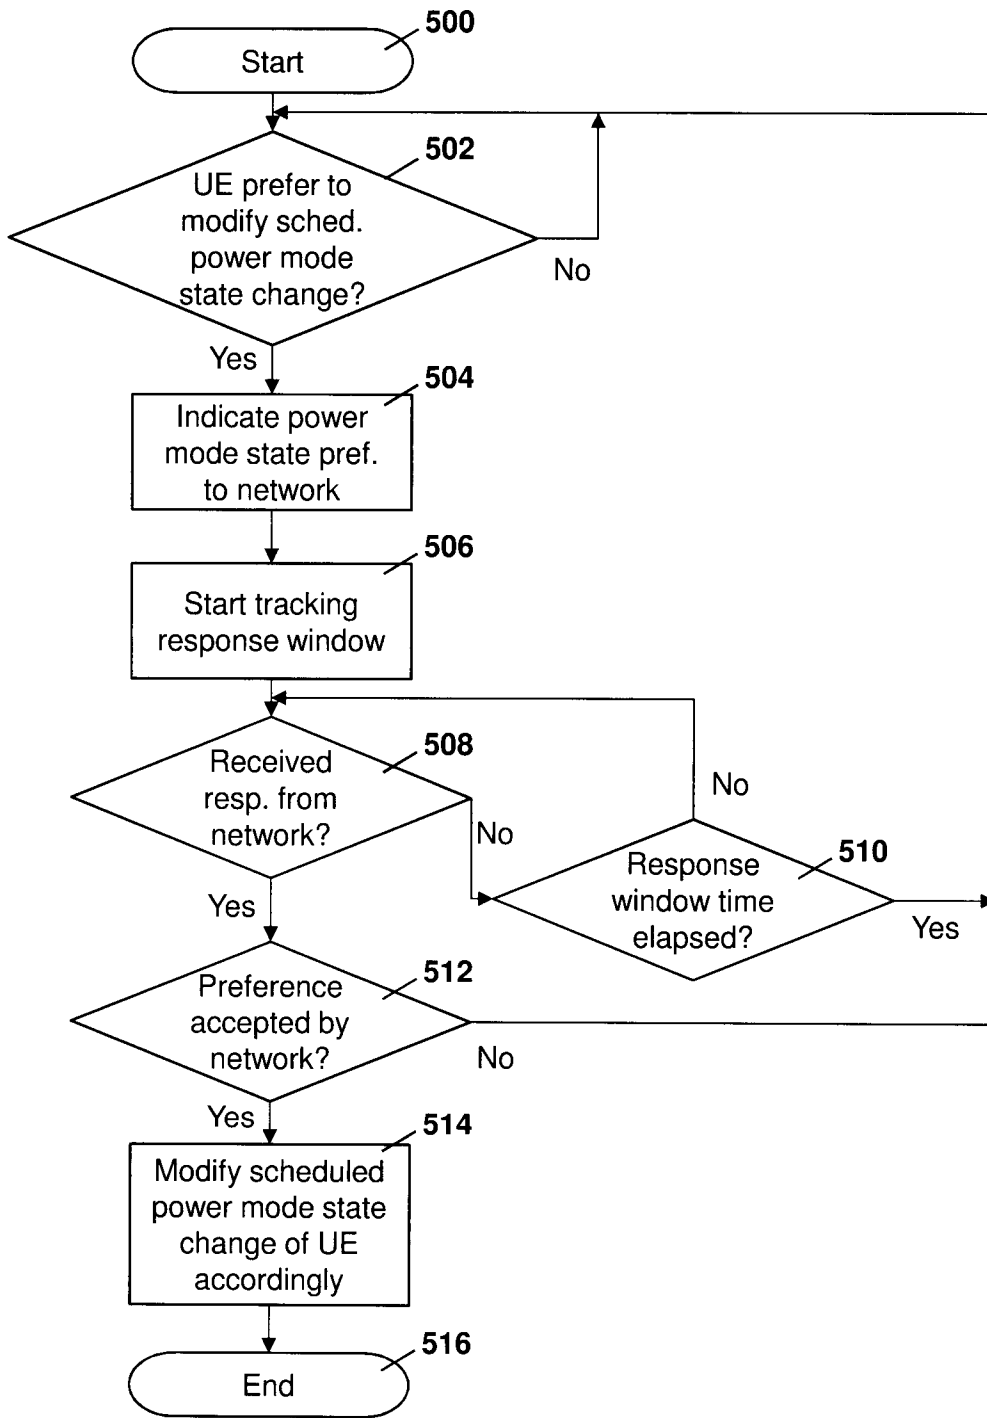 500
Start
502
UE prefer to
modify sched.
power mode
state change?
No
Yes
504
Indicate power
mode state pref.
to network
506
Start tracking
response window
508
Received
resp. from
network?
No
No
510
Response
window time
elapsed?
Yes
Yes
512
Preference
accepted by
network?
No
Yes
514
Modify scheduled
power mode state
change of UE
accordingly
516
End